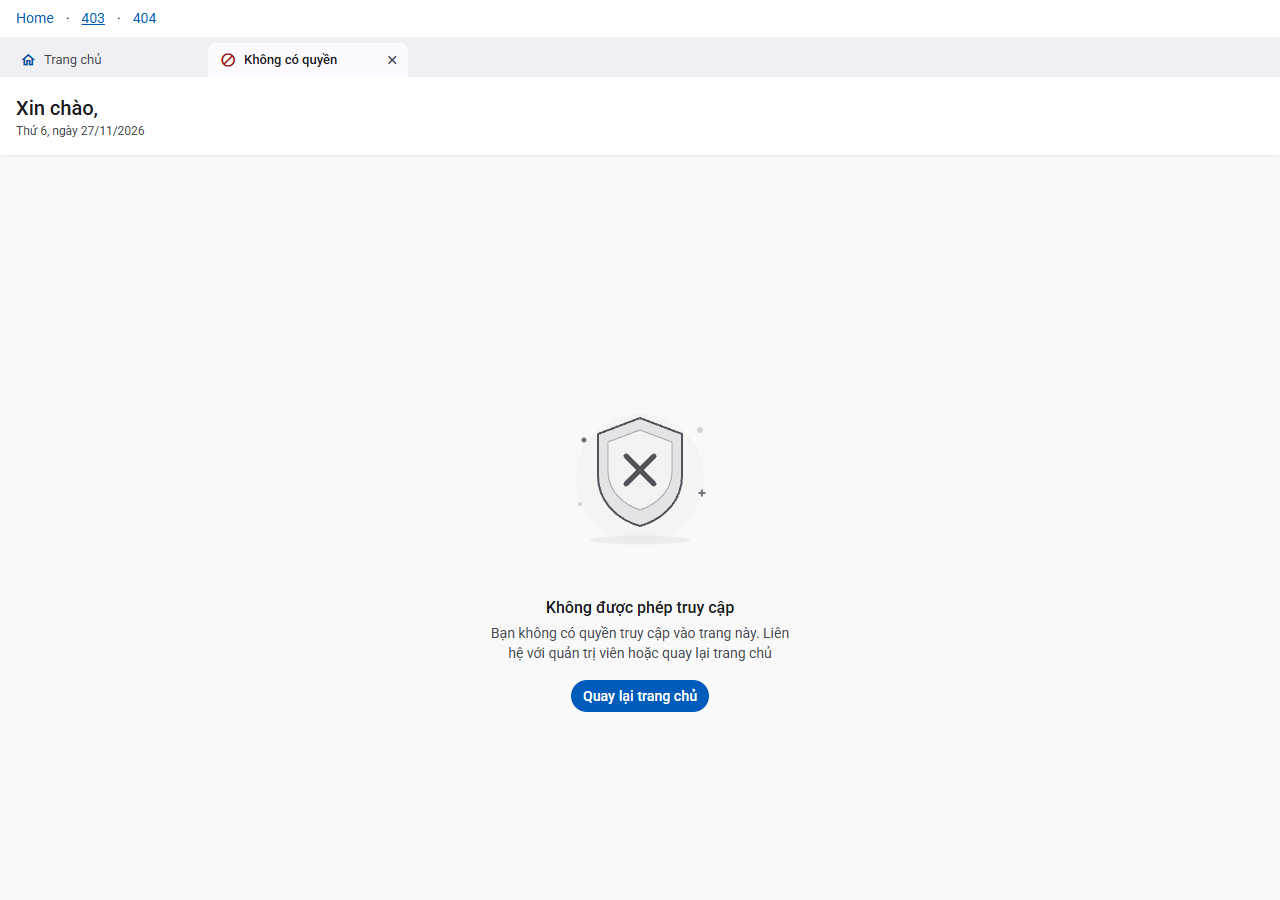 Home · 403 · 404
Trang chủ
Không có quyền
Xin chào,
Thứ 6, ngày 27/11/2026
Không được phép truy cập
Bạn không có quyền truy cập vào trang này. Liên
hệ với quản trị viên hoặc quay lại trang chủ
Quay lại trang chủ